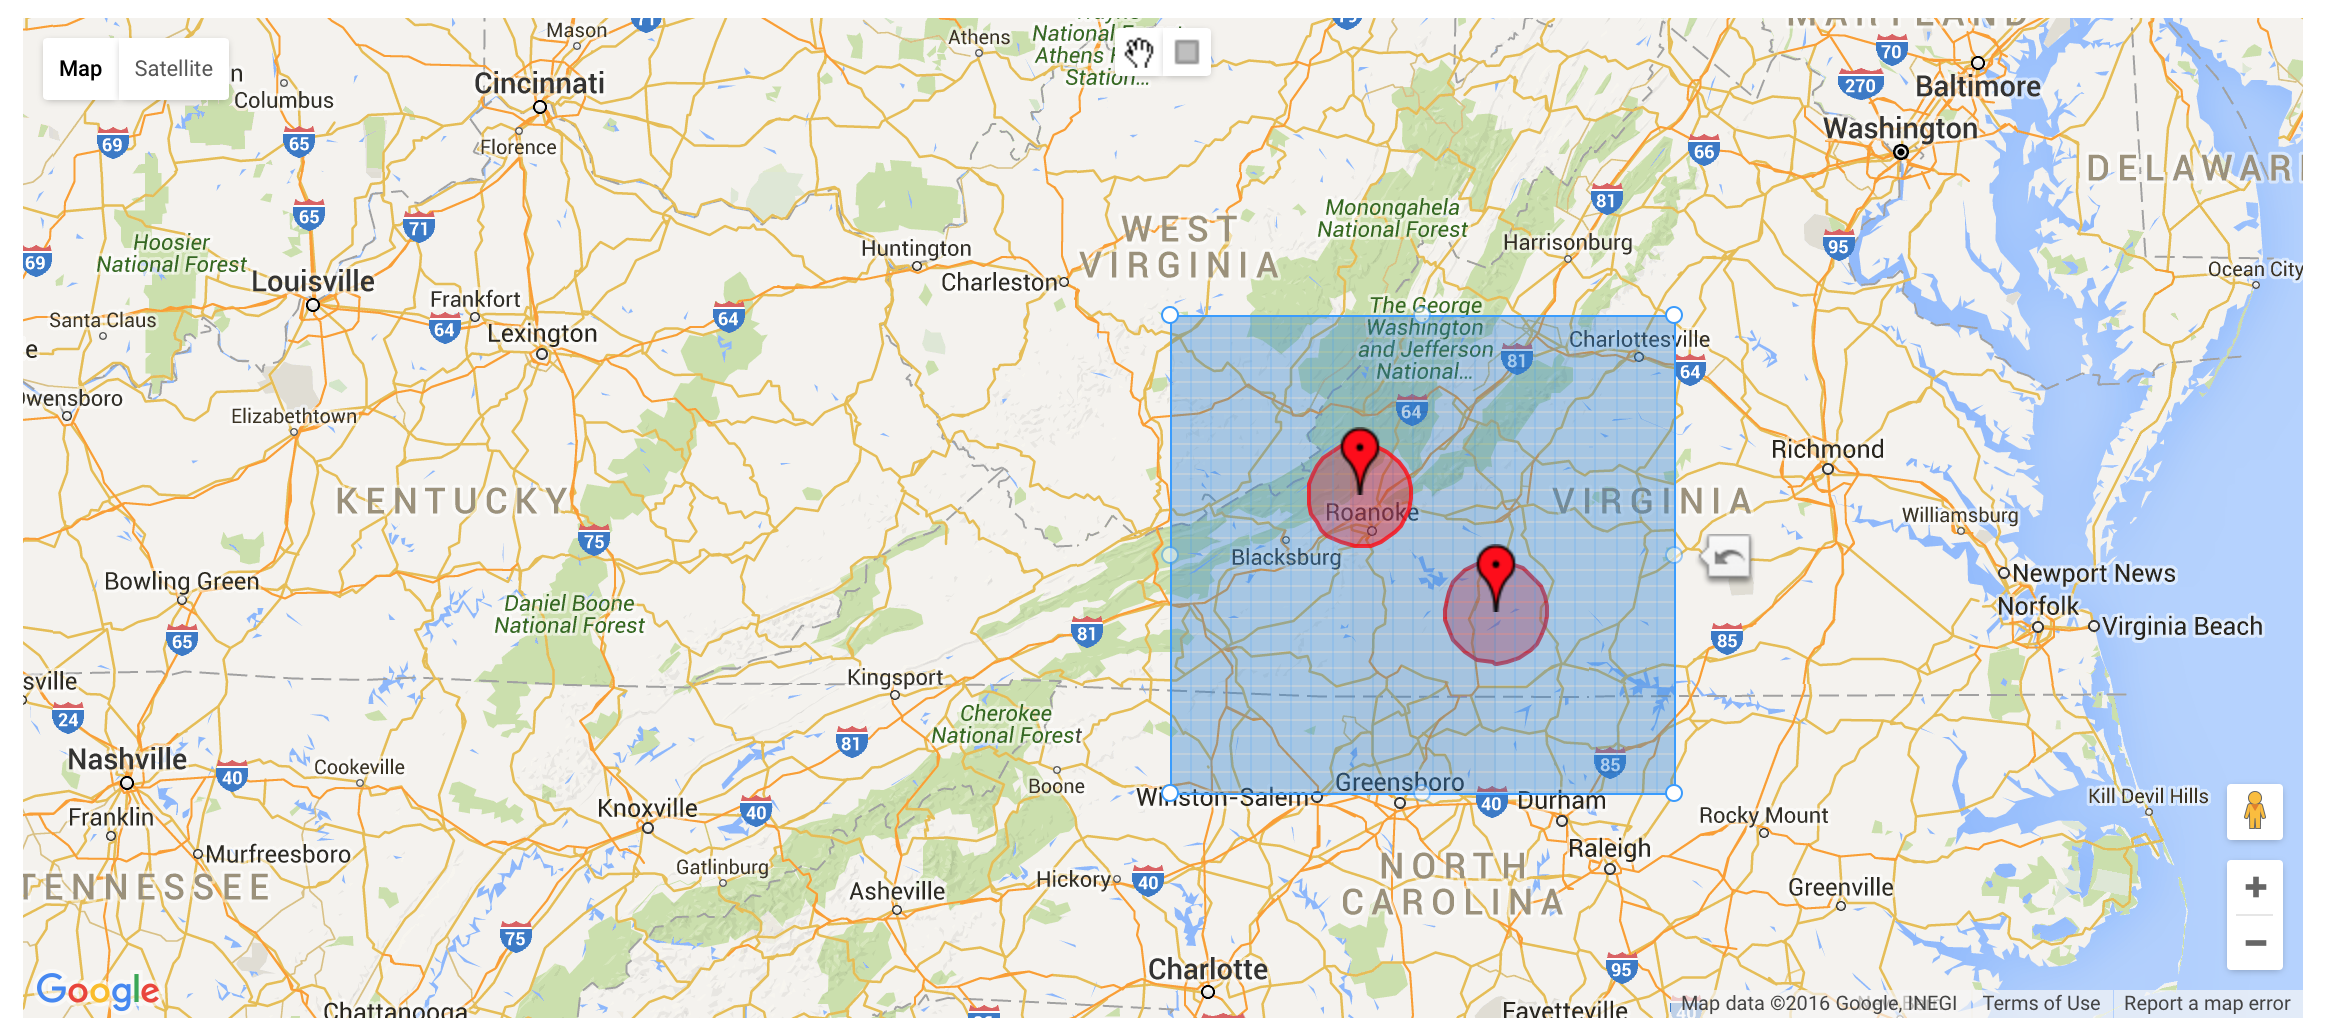 Map
Satellite
Columbus
Mason
Cincinnati
Florence
Athens
National
Athens
Station...
MARYLAND
70
270
Baltimore
Washington
DELAWAR
69
65
66
81
65
71
69
Hoosier
National Forest
Louisville
Huntington
Charleston
WEST
VIRGINIA
Monongahela
National Forest
Harrisonburg
95
Ocean City
Santa Claus
Frankfort
64
Lexington
64
The George
Washington
and Jefferson
National...
81
Charlottesville
64
64
Owensboro
Elizabethtown
KENTUCKY
75
Roanoke
Blacksburg
VIRGINIA
Richmond
Williamsburg
Newport News
Norfolk
Virginia Beach
Bowling Green
65
Daniel Boone
National Forest
81
85
sville
24
Kingsport
Cherokee
National Forest
81
Nashville
40
Cookeville
Boone
Franklin
Knoxville
40
Winston-Salem
Greensboro
85
40
Durham
Rocky Mount
Kill Devil Hills
Murfreesboro
TENNESSEE
Gatlinburg
Asheville
Hickory
40
NORTH
CAROLINA
Raleigh
Greenville
75
Charlotte
95
Google
Chattanooga
Fayetteville
Map data ©2016 Google, INEGI
Terms of Use
Report a map error